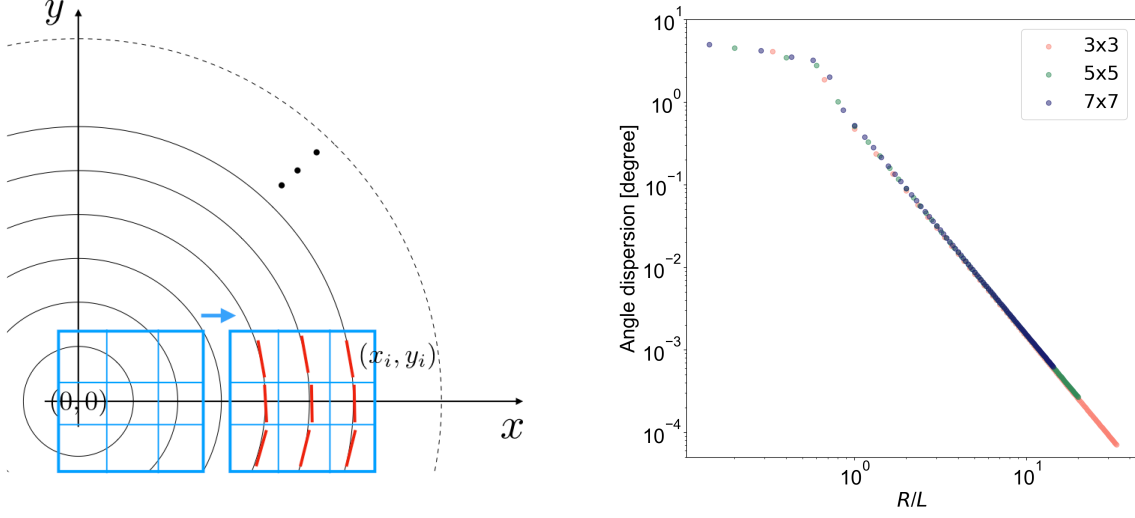 y
(x_i, y_i)
(0, 0)
x
10^1
10^0
10^{-1}
10^{-2}
10^{-3}
10^{-4}
Angle dispersion [degree]
3x3
5x5
7x7
10^0
10^1
R/L